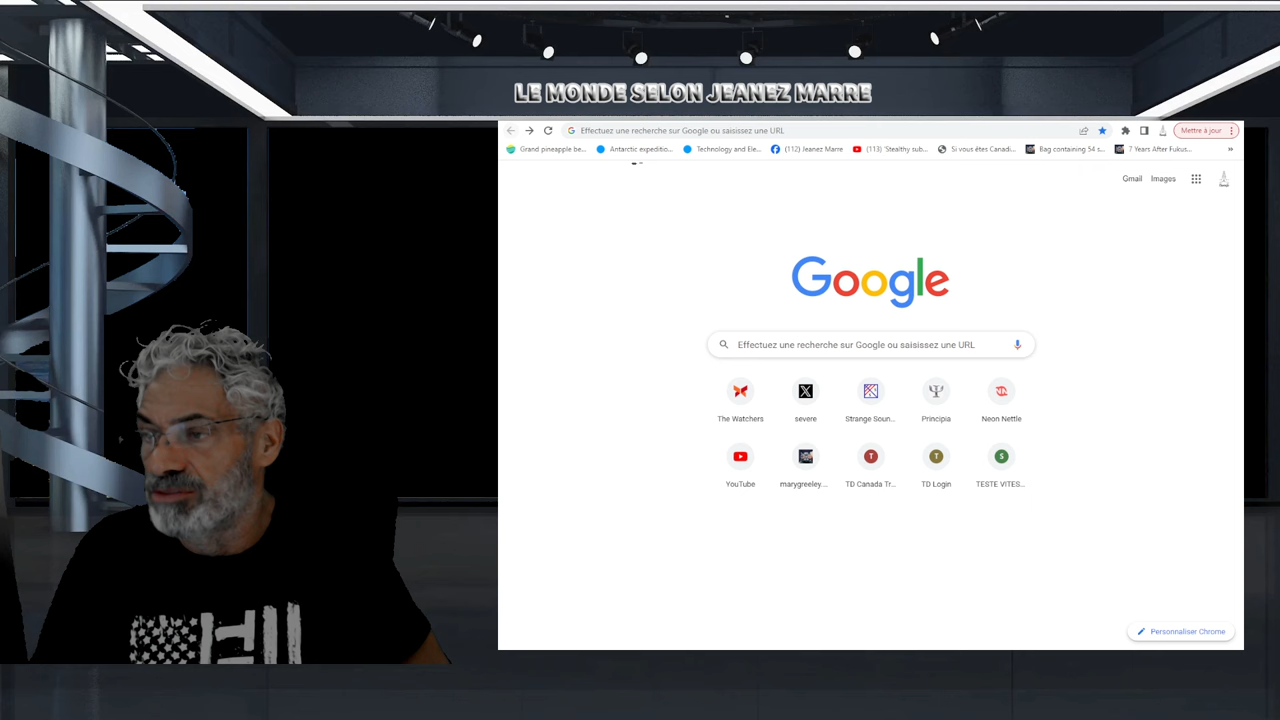 LE MONDE SELON JEANEZ MARRE
Effectuez une recherche sur Google ou saisissez une URL
Mettre à jour
Grand pineapple be... Antarctic expeditio... Technology and Ele... (112) Jeanez Marre (113) 'Stealthy sub... Si vous êtes Canadi... Bag containing 54 s... 7 Years After Fukus... »
Gmail Images
Google
Effectuez une recherche sur Google ou saisissez une URL
The Watchers severe Strange Soun... Principia Neon Nettle
T T S
YouTube marygreeley.... TD Canada Tr... TD Login TESTE VITES...
Personnaliser Chrome